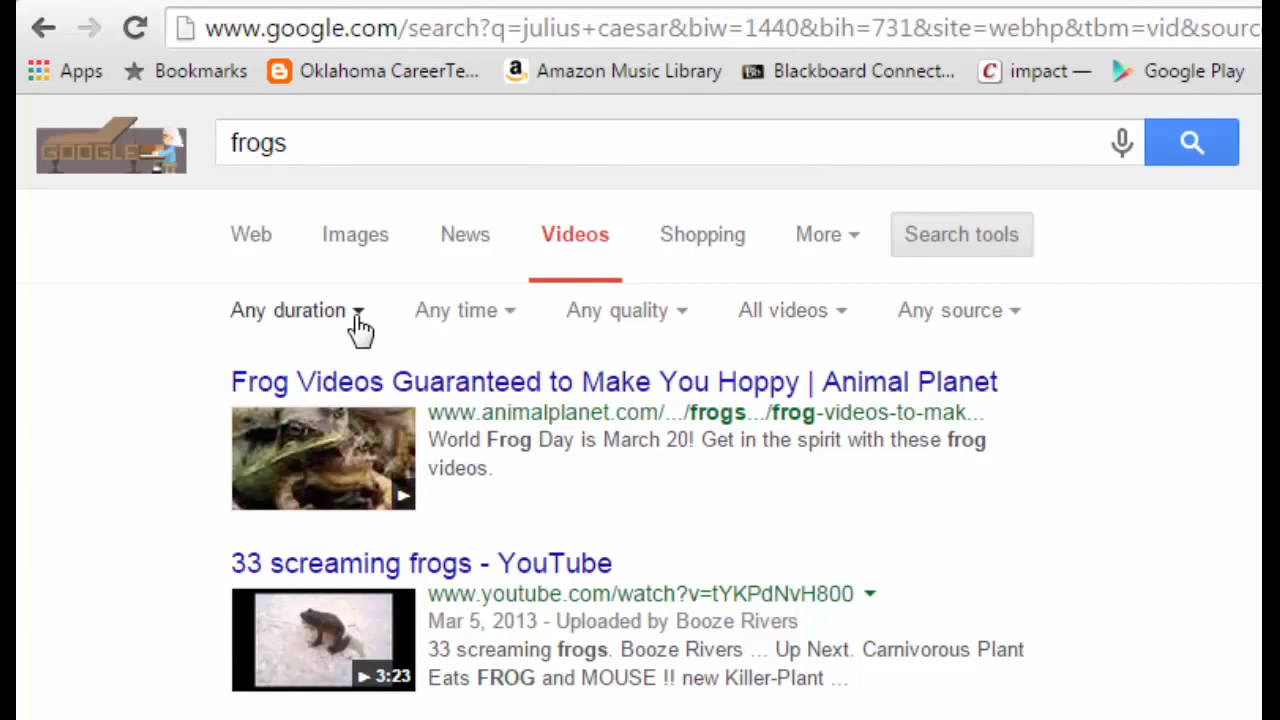 www.google.com/search?q=julius+caesar&biw=1440&bih=731&site=webhp&tbm=vid&sourc
Apps Bookmarks Oklahoma CareerTe... Amazon Music Library Bb Blackboard Connect... C impact — Google Play
GOOGLE frogs
Web Images News Videos Shopping More Search tools
Any duration Any time Any quality All videos Any source
Frog Videos Guaranteed to Make You Hoppy | Animal Planet
www.animalplanet.com/.../frogs.../frog-videos-to-mak...
World Frog Day is March 20! Get in the spirit with these frog
videos.
33 screaming frogs - YouTube
www.youtube.com/watch?v=tYKPdNvH800
Mar 5, 2013 - Uploaded by Booze Rivers
33 screaming frogs. Booze Rivers ... Up Next. Carnivorous Plant
3:23 Eats FROG and MOUSE !! new Killer-Plant ...